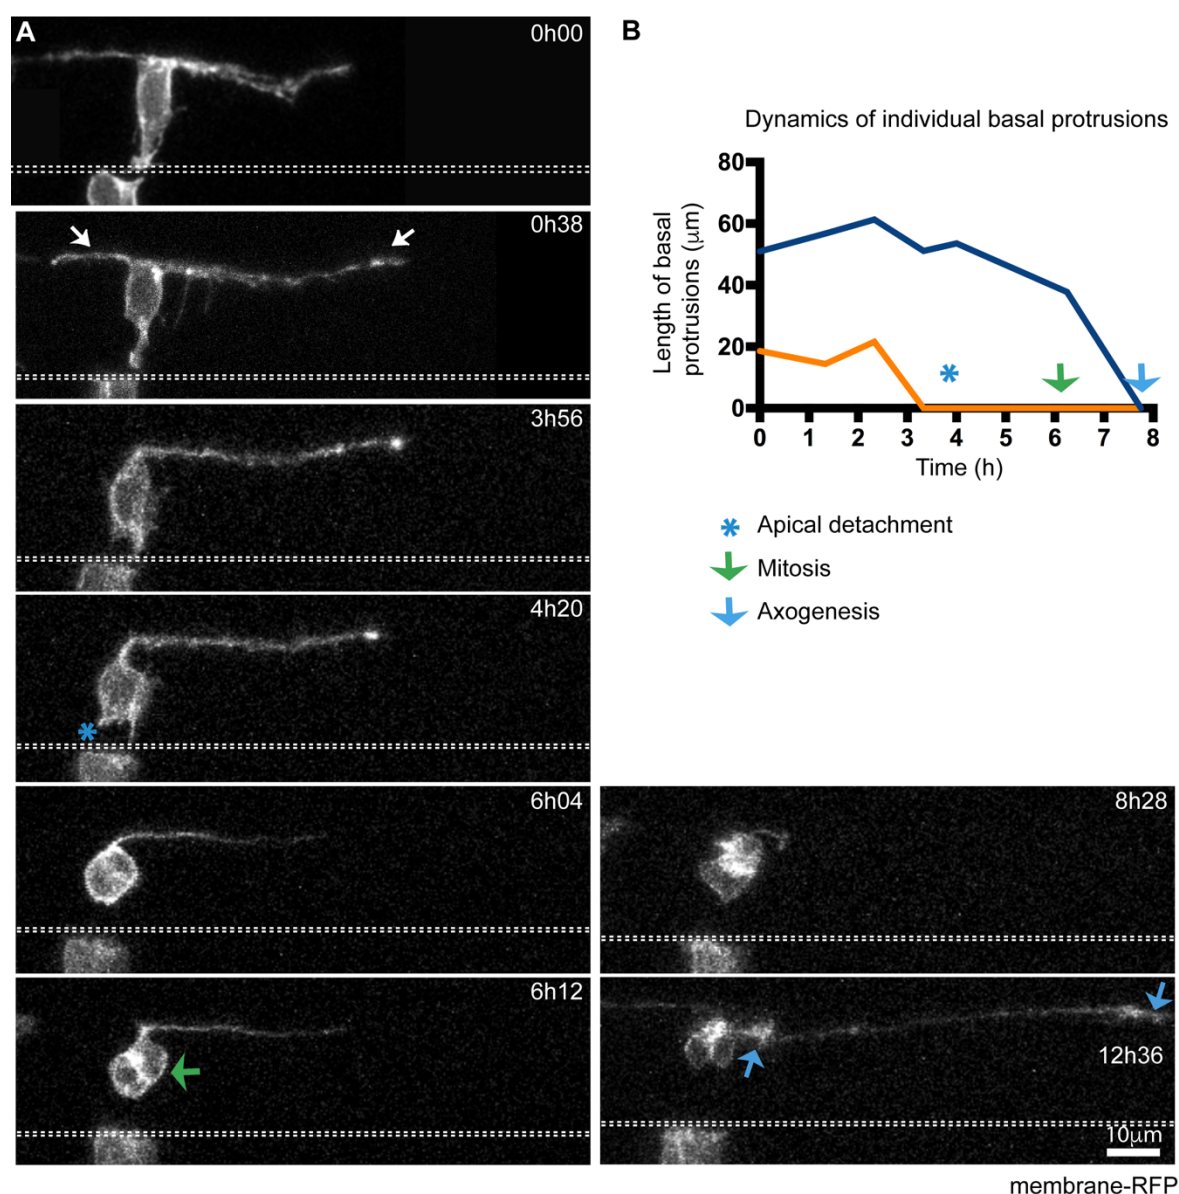 A
0h00
0h38
3h56
4h20
*
6h04
6h12
B
Dynamics of individual basal protrusions
Length of basal
protrusions (μm)
80
60
40
20
0
*
0 1 2 3 4 5 6 7 8
Time (h)
* Apical detachment
Mitosis
Axogenesis
8h28
12h36
10μm
membrane-RFP